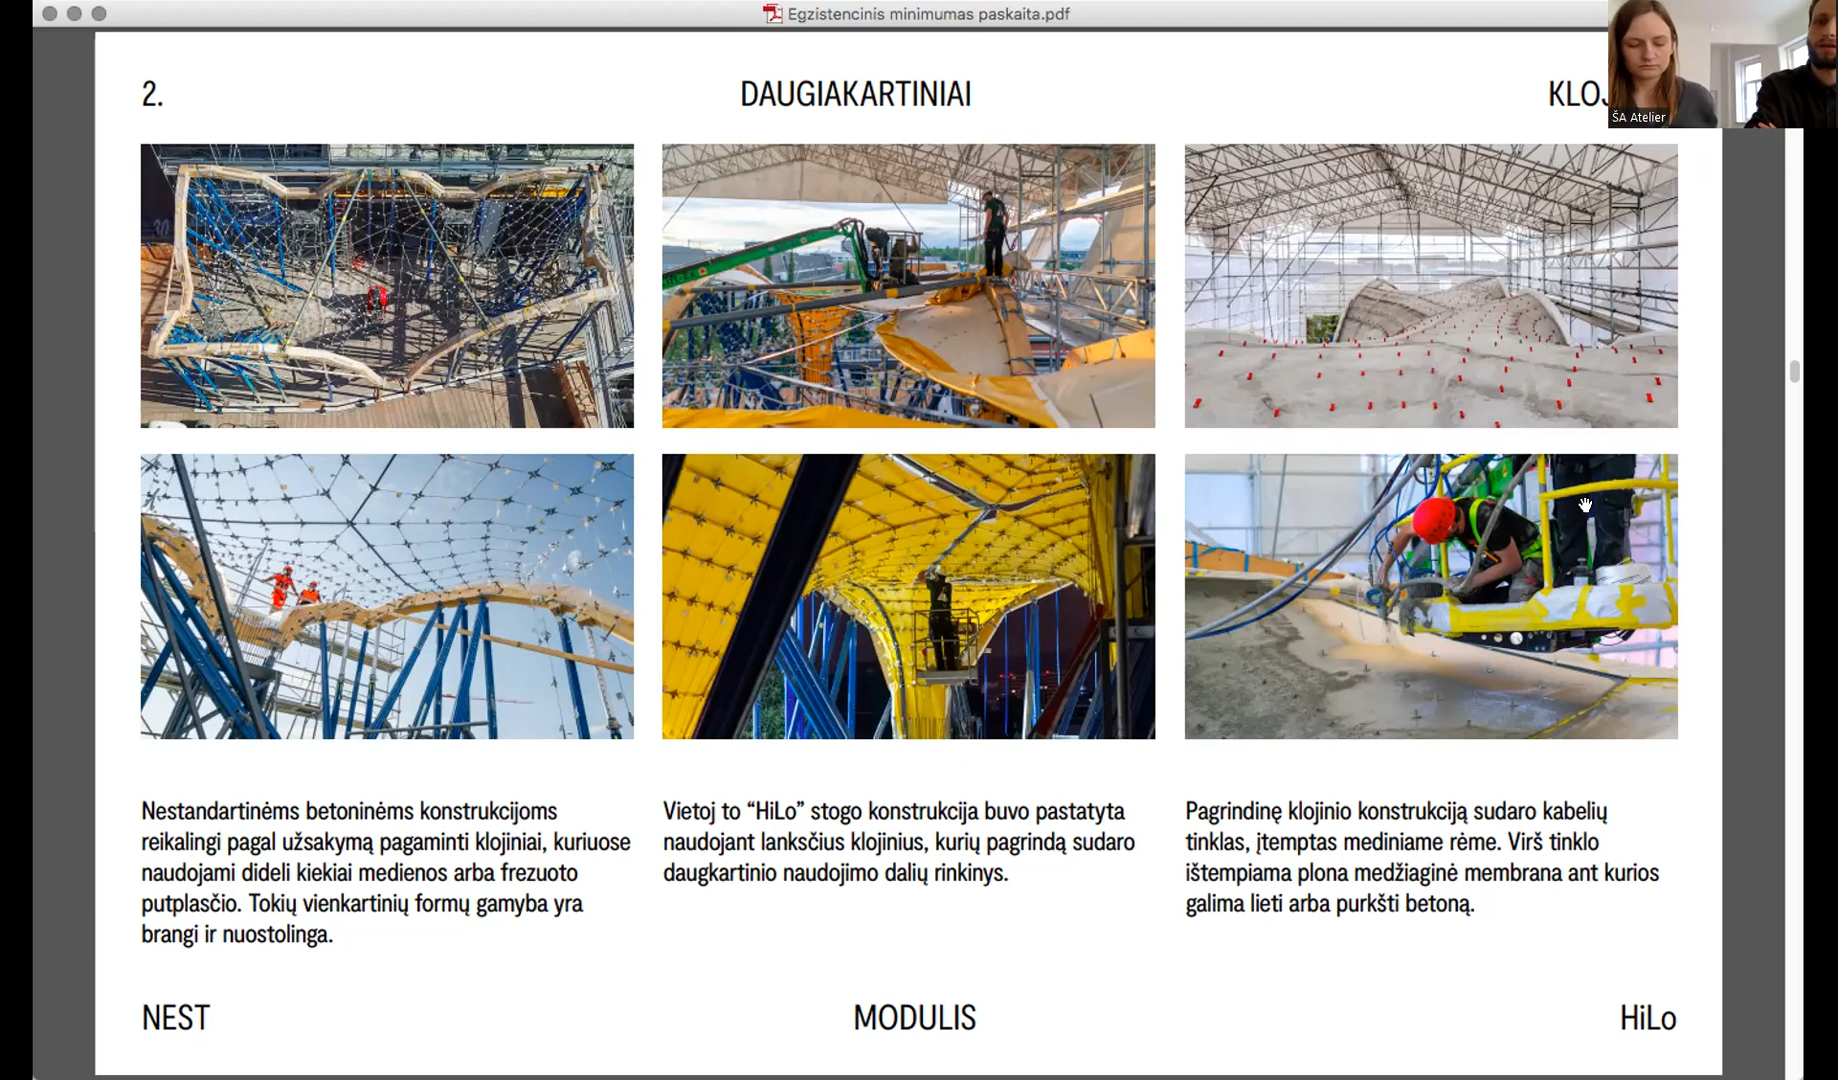 Egzistencinis minimumas paskaita.pdf
2.
DAUGIAKARTINIAI
ŠA Atelier
Nestandartinėms betoninėms konstrukcijoms
reikalingi pagal užsakymą pagaminti klojiniai, kuriuose
naudojami dideli kiekiai medienos arba frezuoto
putplasčio. Tokių vienkartinių formų gamyba yra
brangi ir nuostolinga.
Vietoj to “HiLo” stogo konstrukcija buvo pastatyta
naudojant lanksčius klojinius, kurių pagrindą sudaro
daugkartinio naudojimo dalių rinkinys.
Pagrindinę klojinio konstrukciją sudaro kabelių
tinklas, įtemptas mediniame rėme. Virš tinklo
ištempiama plona medžiaginė membrana ant kurios
galima lieti arba purkšti betoną.
NEST
MODULIS
HiLo